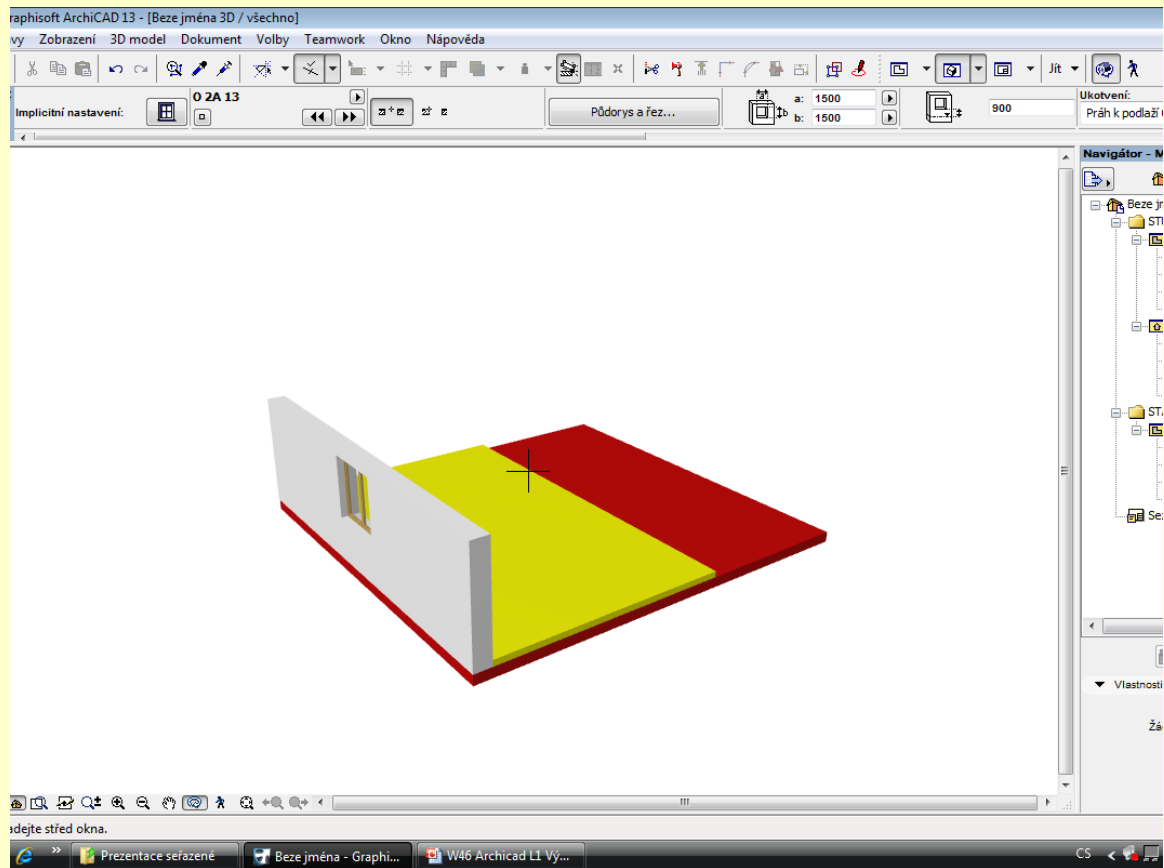 raphisoft ArchiCAD 13 - [Beze jména 3D / všechno]
vy Zobrazení 3D model Dokument Volby Teamwork Okno Nápověda
Jít
Implicitní nastavení:
O 2A 13
Půdorys a řez...
a: 1500
b: 1500
900
Ukotvení:
Práh k podlaží
Navigátor - M
Beze jm
STU
STA
Sez
Vlastnosti
Žá
adejte střed okna.
» Prezentace seřazené
Beze jména - Graphi...
W46 Archicad L1 Vý...
CS